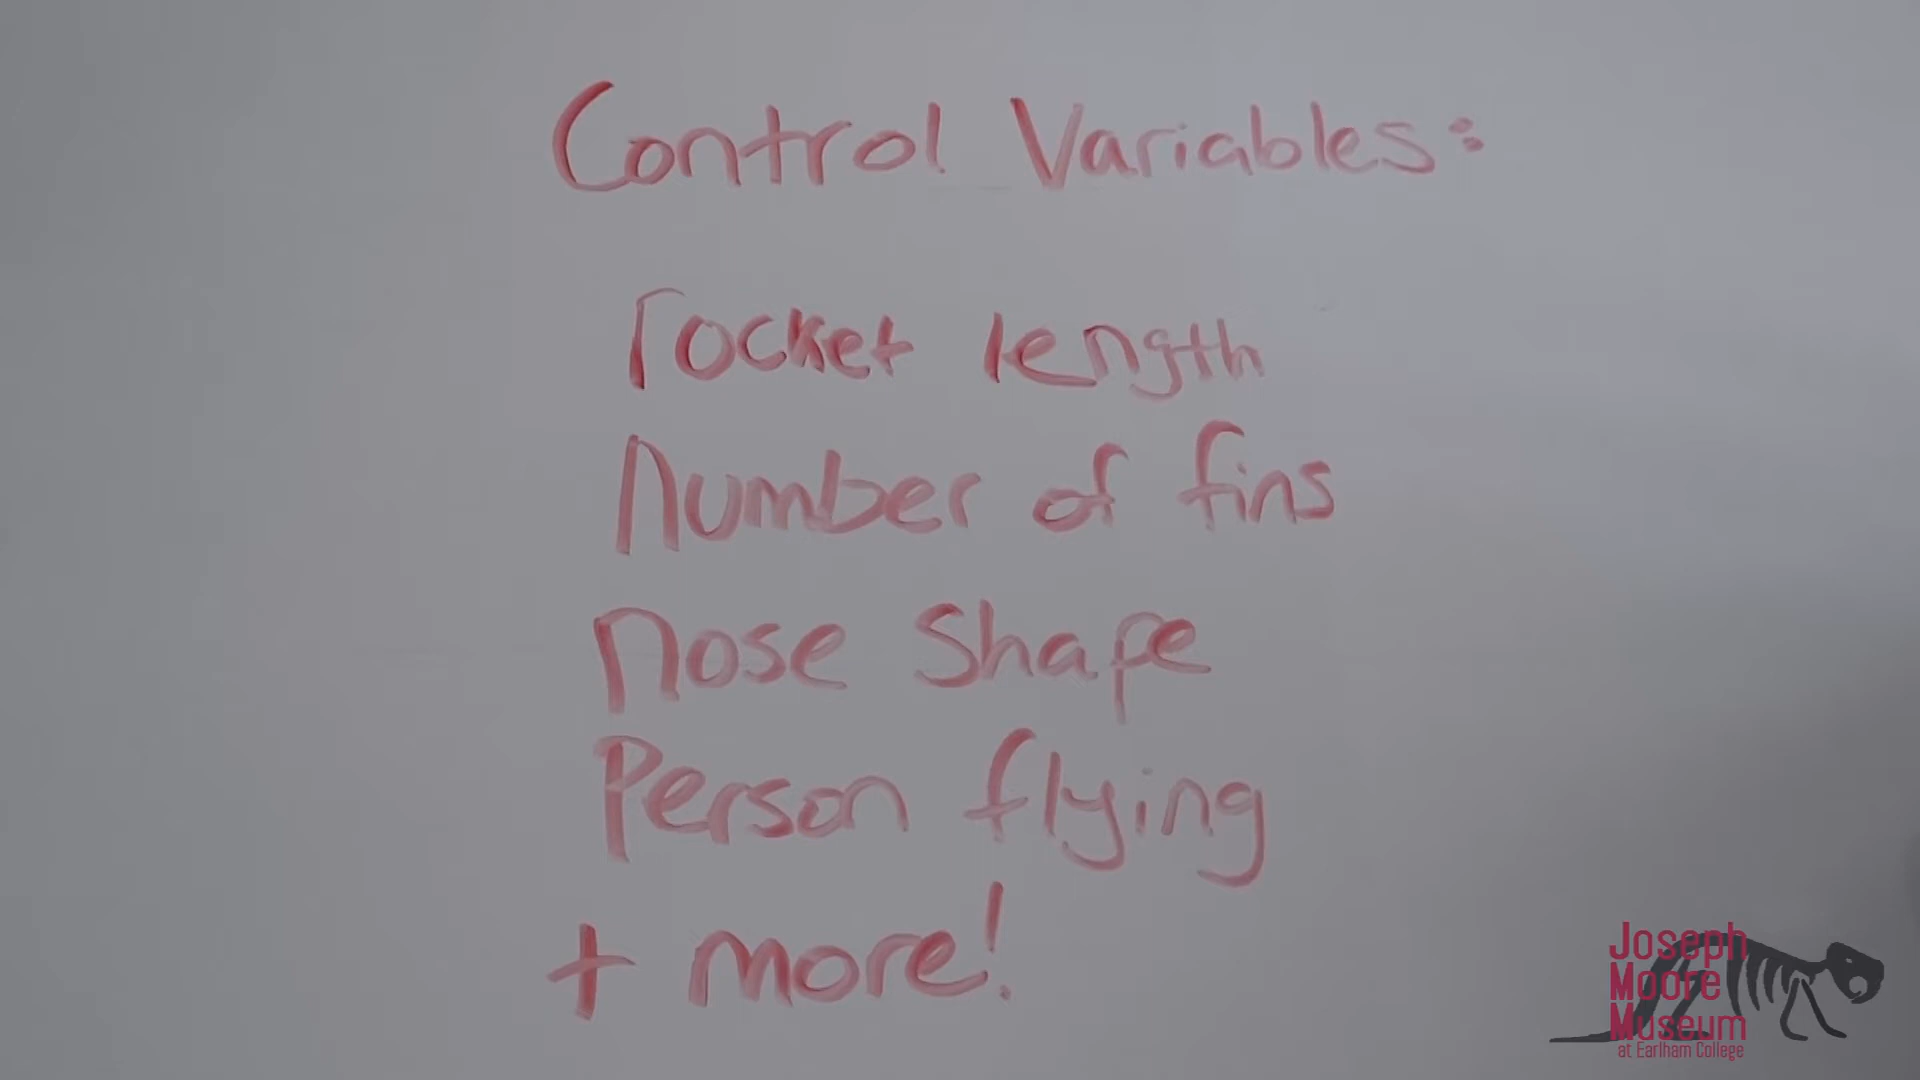 Control Variables:
rocket length
Number of fins
nose shape
Person flying
+ more!
Joseph
Moore
Museum
at Earlham College